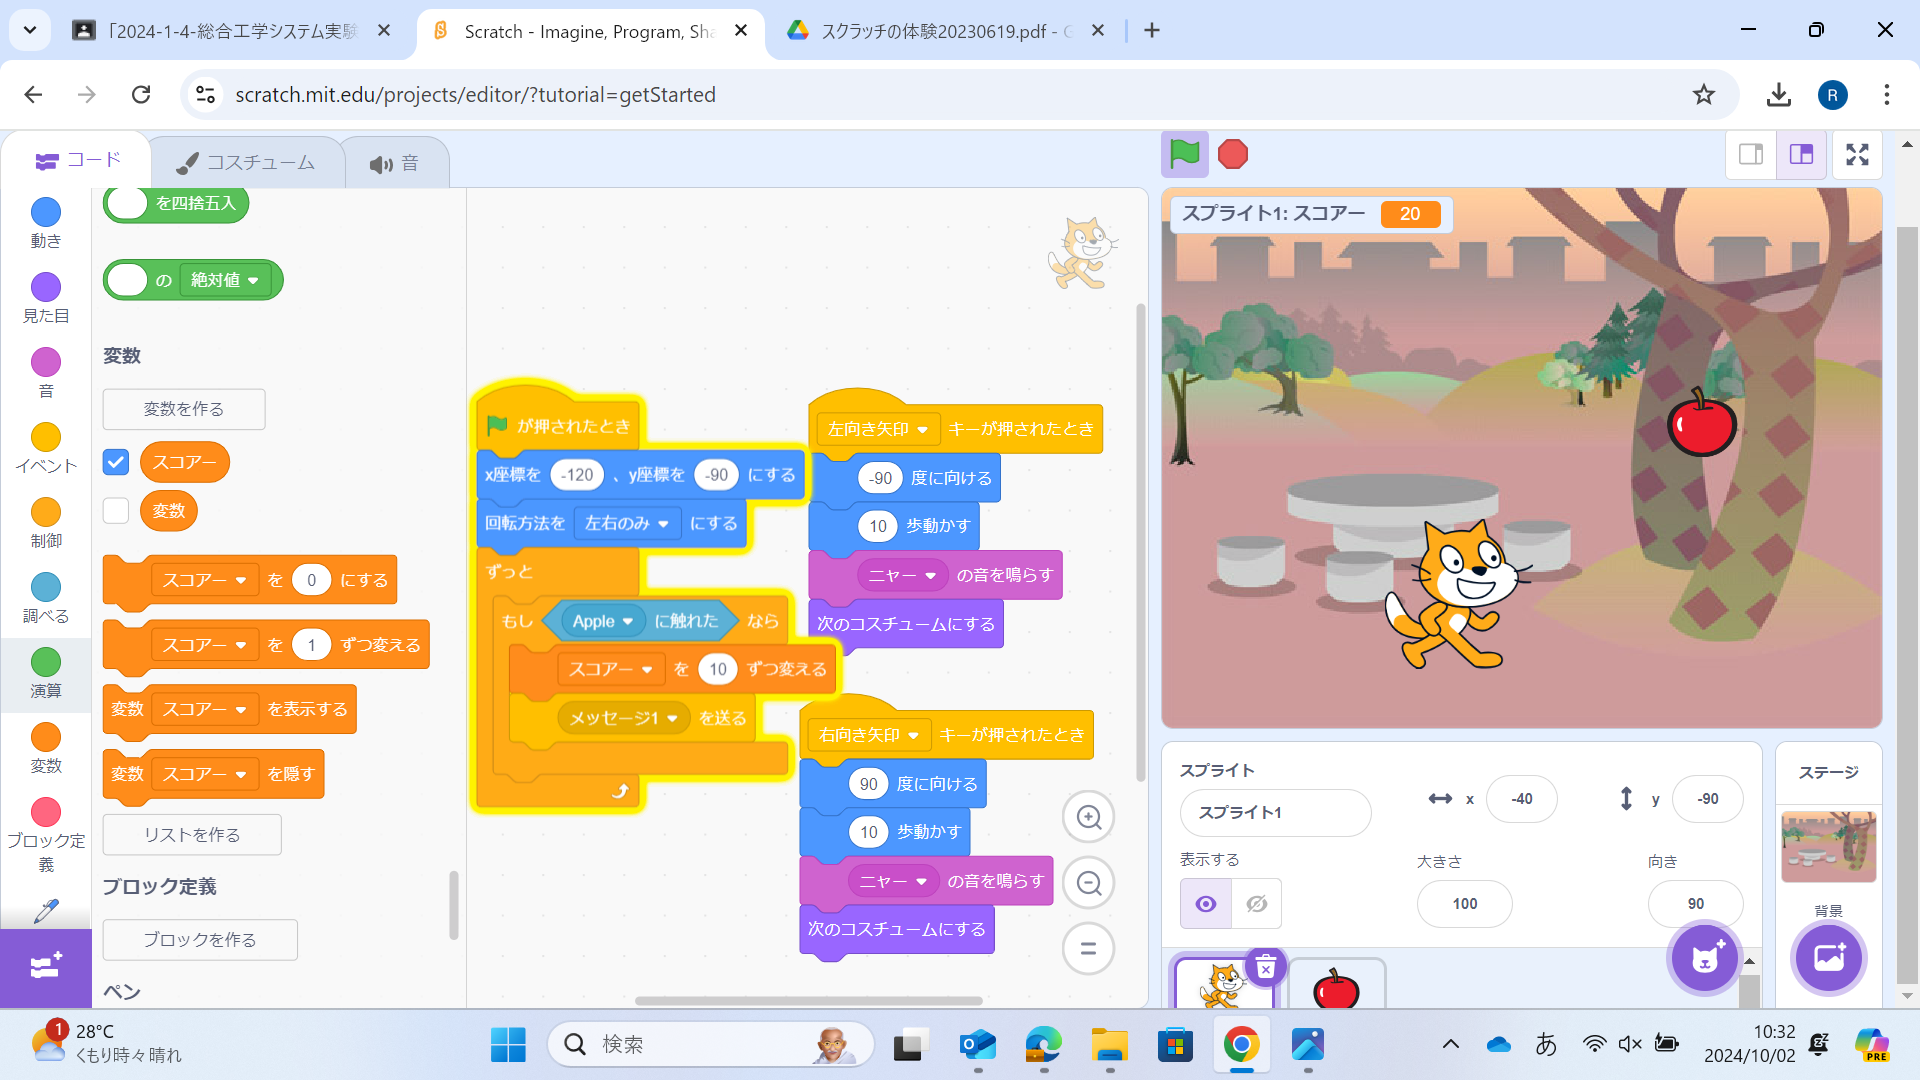 「2024-1-4-総合工学システム実験
Scratch - Imagine, Program, Sha
スクラッチの体験20230619.pdf - G
scratch.mit.edu/projects/editor/?tutorial=getStarted
R
コード
コスチューム
音
動き
見た目
音
イベント
制御
調べる
演算
変数
ブロック定
義
を四捨五入
の 絶対値
変数
変数を作る
スコアー
変数
スコアー を 0 にする
スコアー を 1 ずつ変える
変数 スコアー を表示する
変数 スコアー を隠す
リストを作る
ブロック定義
ブロックを作る
ペン
が押されたとき
x座標を -120 、y座標を -90 にする
回転方法を 左右のみ にする
ずっと
もし Apple に触れた なら
スコアー を 10 ずつ変える
メッセージ1 を送る
左向き矢印 キーが押されたとき
-90 度に向ける
10 歩動かす
ニャー の音を鳴らす
次のコスチュームにする
右向き矢印 キーが押されたとき
90 度に向ける
10 歩動かす
ニャー の音を鳴らす
次のコスチュームにする
スプライト1: スコアー 20
スプライト
スプライト1
x -40
y -90
表示する
大きさ
100
向き
90
ステージ
背景
1
28°C
くもり時々晴れ
検索
あ
10:32
2024/10/02
PRE